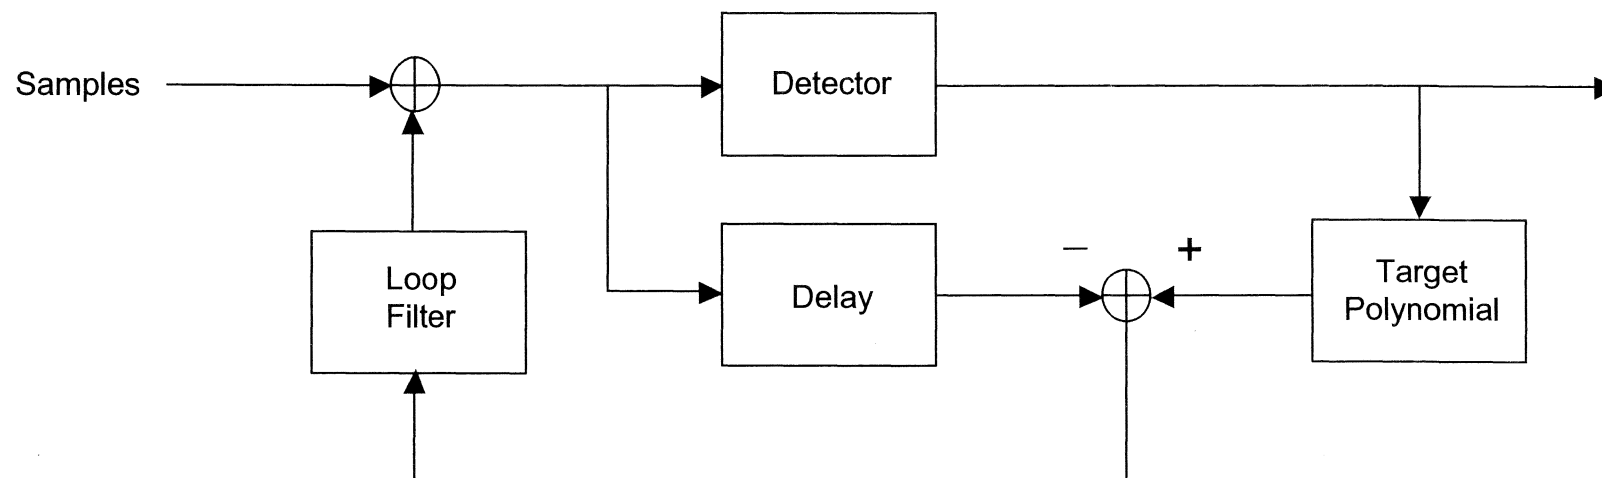 Samples
Detector
Loop
Filter
Delay
− +
Target
Polynomial